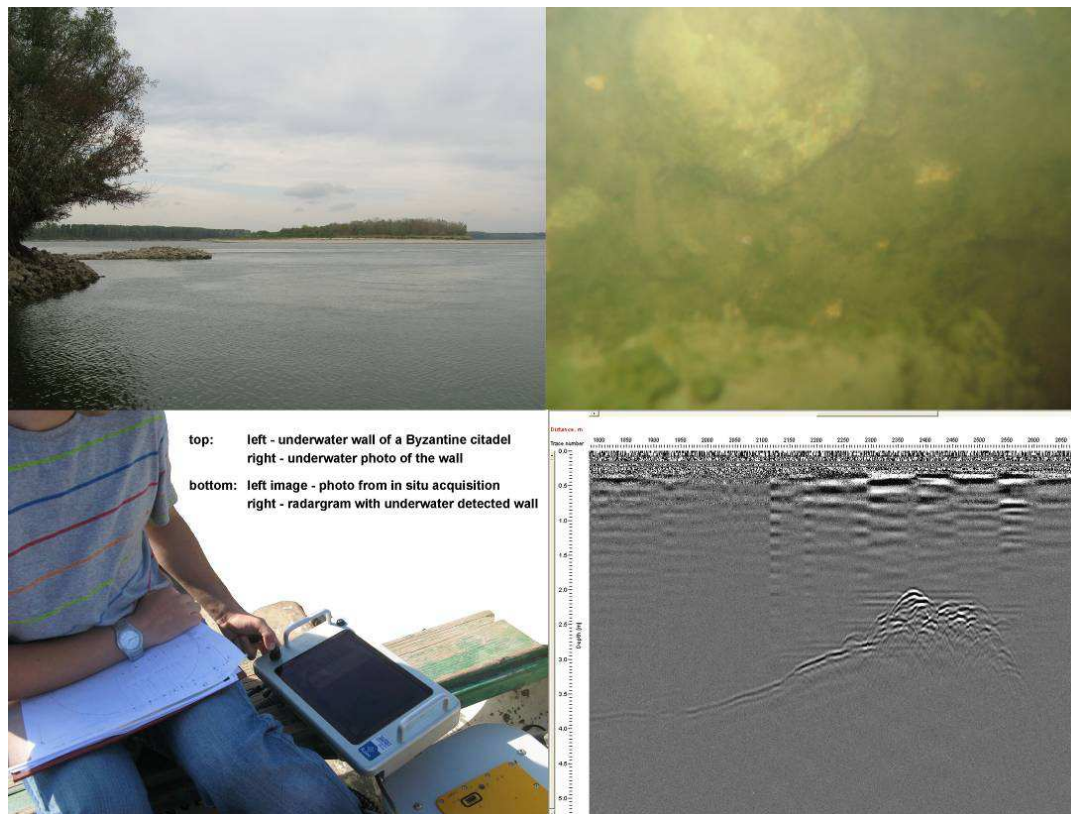 top: left - underwater wall of a Byzantine citadel
right - underwater photo of the wall
bottom: left image - photo from in situ acquisition
right - radargram with underwater detected wall
Distance, m
Trace number 1800 1850 1900 1950 2000 2050 2100 2150 2200 2250 2300 2350 2400 2450 2500 2550 2600 2650
0.0
0.5
1.0
1.5
2.0
2.5
Depth (m)
3.0
3.5
4.0
4.5
5.0